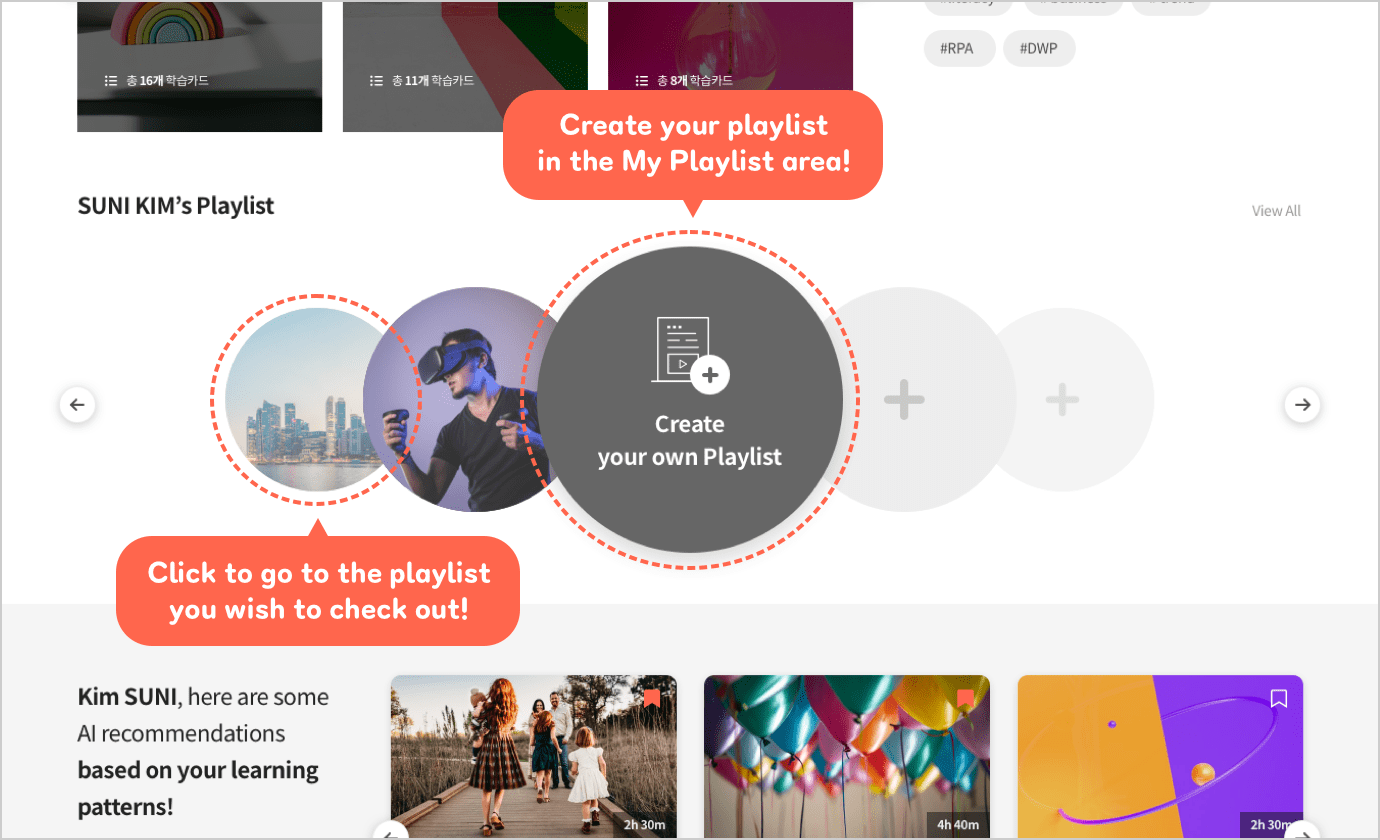 총 16개 학습카드
총 11개 학습카드
총 8개 학습카드
#RPA
#DWP
Create your playlist
in the My Playlist area!
SUNI KIM’s Playlist
View All
Create
your own Playlist
Click to go to the playlist
you wish to check out!
Kim SUNI, here are some
AI recommendations
based on your learning
patterns!
2h 30m
4h 40m
2h 30m